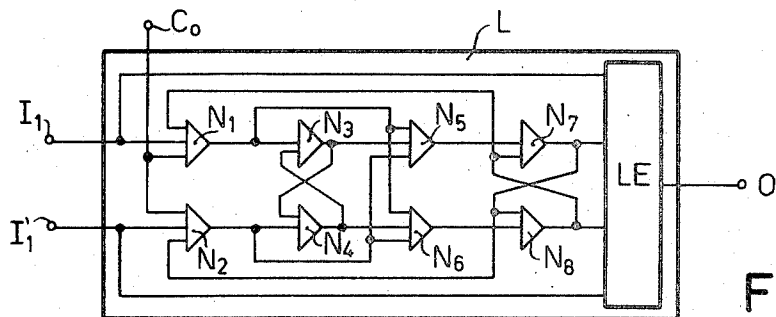 C₀
L
I₁
N₁ N₃ N₅ N₇
LE
O
I'₁
N₂ N₄ N₆ N₈
F